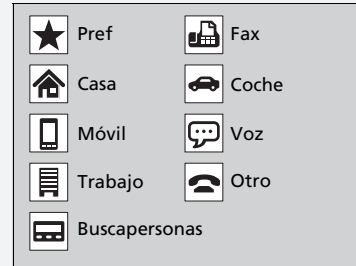 Pref Fax
Casa Coche
Móvil Voz
Trabajo Otro
Buscapersonas